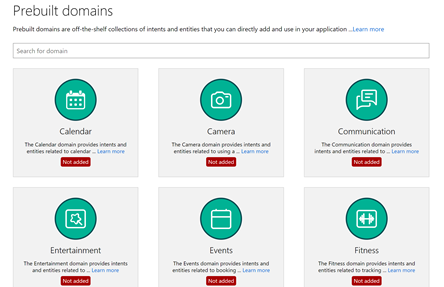 Prebuilt domains
Prebuilt domains are off-the-shelf collections of intents and entities that you can directly add and use in your application ...Learn more
Search for domain
Calendar
The Calendar domain provides intents and
entities related to calendar ... Learn more
Not added
Camera
The Camera domain provides intents and
entities related to using a ... Learn more
Not added
Communication
The Communication domain provides
intents and entities related to ... Learn more
Not added
Entertainment
The Entertainment domain provides intents
and entities related to ... Learn more
Not added
Events
The Events domain provides intents and
entities related to booking ... Learn more
Not added
Fitness
The Fitness domain provides intents and
entities related to tracking ... Learn more
Not added